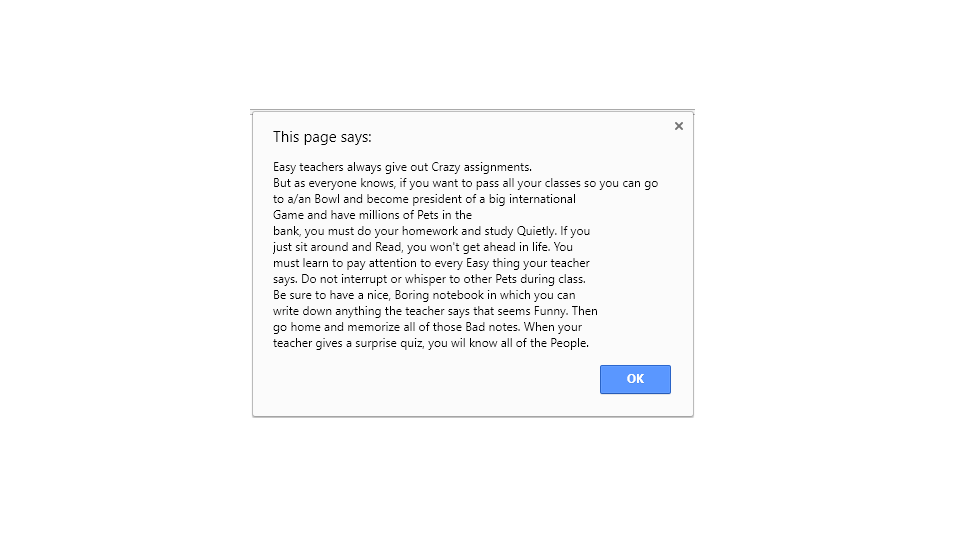 This page says:
Easy teachers always give out Crazy assignments.
But as everyone knows, if you want to pass all your classes so you can go
to a/an Bowl and become president of a big international
Game and have millions of Pets in the
bank, you must do your homework and study Quietly. If you
just sit around and Read, you won't get ahead in life. You
must learn to pay attention to every Easy thing your teacher
says. Do not interrupt or whisper to other Pets during class.
Be sure to have a nice, Boring notebook in which you can
write down anything the teacher says that seems Funny. Then
go home and memorize all of those Bad notes. When your
teacher gives a surprise quiz, you wil know all of the People.
OK